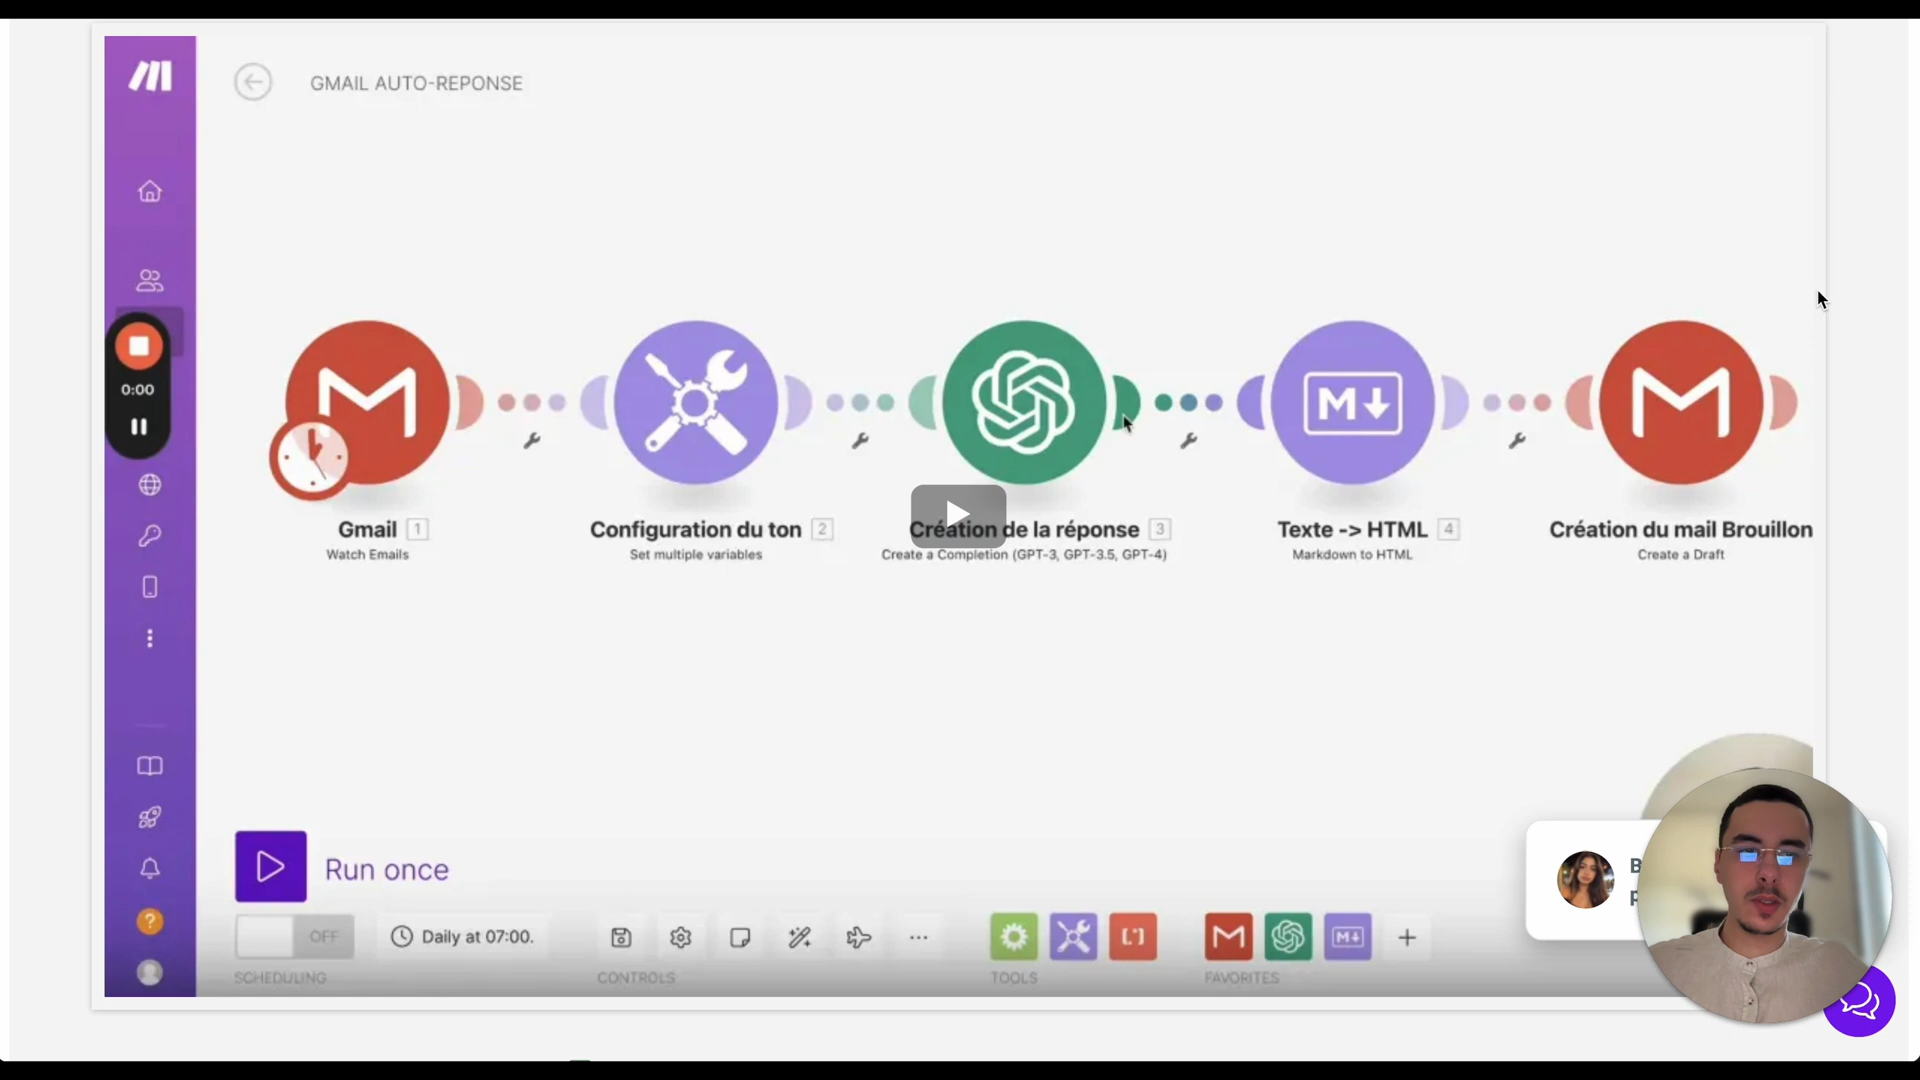 GMAIL AUTO-REPONSE
0:00
Gmail 1
Watch Emails
Configuration du ton 2
Set multiple variables
Création de la réponse 3
Create a Completion (GPT-3, GPT-3.5, GPT-4)
M
Texte -> HTML 4
Markdown to HTML
Création du mail Brouillon
Create a Draft
Run once
OFF
Daily at 07:00.
SCHEDULING
CONTROLS
TOOLS
FAVORITES
M
?